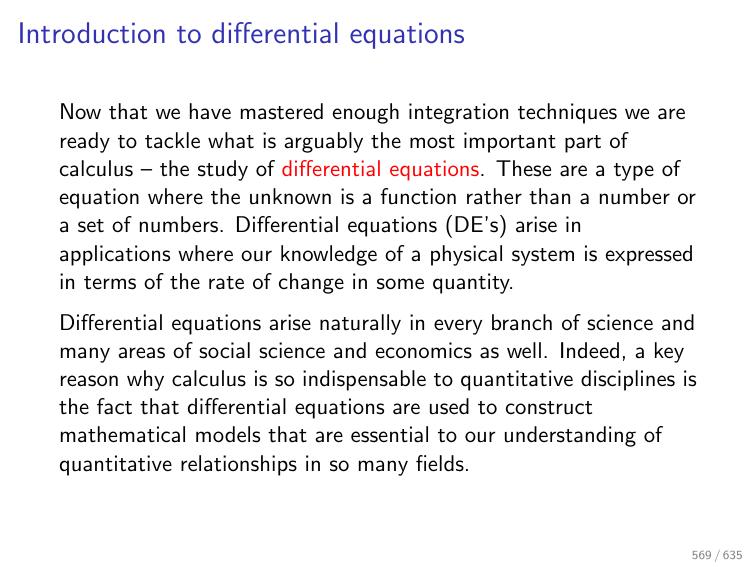 Introduction to differential equations
Now that we have mastered enough integration techniques we are
ready to tackle what is arguably the most important part of
calculus – the study of differential equations. These are a type of
equation where the unknown is a function rather than a number or
a set of numbers. Differential equations (DE's) arise in
applications where our knowledge of a physical system is expressed
in terms of the rate of change in some quantity.
Differential equations arise naturally in every branch of science and
many areas of social science and economics as well. Indeed, a key
reason why calculus is so indispensable to quantitative disciplines is
the fact that differential equations are used to construct
mathematical models that are essential to our understanding of
quantitative relationships in so many fields.
569 / 635